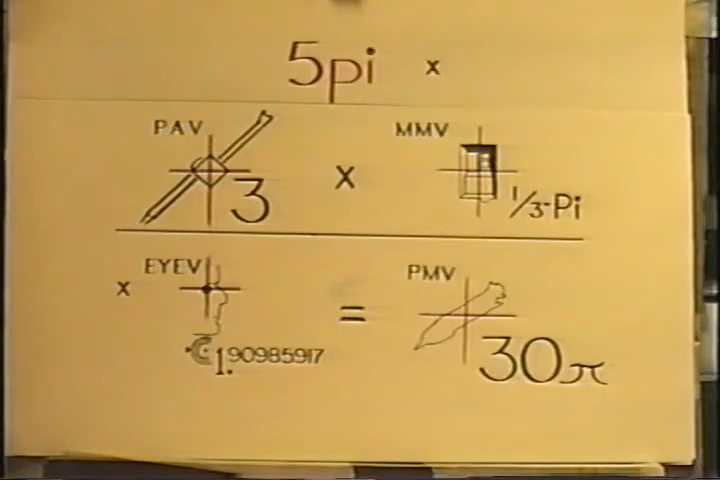 5pi x
PAV 3 x MMV 1/3-Pi
x EYEV 1.90985917 = PMV 30π